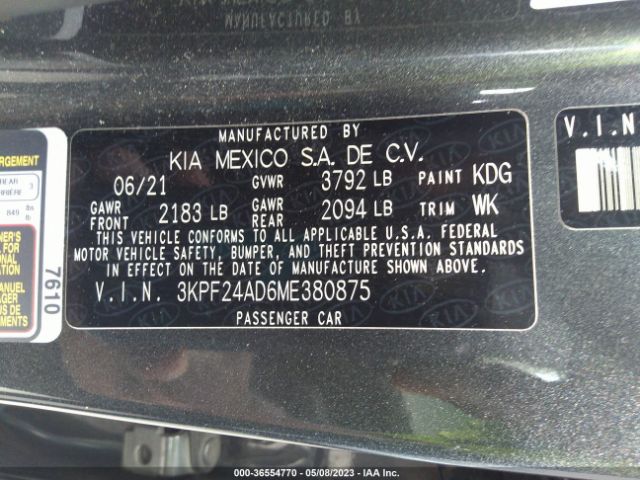 MANUFACTURED BY
KIA MEXICO S.A. DE C.V.
06/21 GVWR 3792 LB PAINT KDG
GAWR FRONT 2183 LB GAWR REAR 2094 LB TRIM WK
THIS VEHICLE CONFORMS TO ALL APPLICABLE U.S.A. FEDERAL
MOTOR VEHICLE SAFETY, BUMPER, AND THEFT PREVENTION STANDARDS
IN EFFECT ON THE DATE OF MANUFACTURE SHOWN ABOVE.
V.I.N. 3KPF24AD6ME380875
PASSENGER CAR
7610
V.I.N
000-36554770 - 05/08/2023 - IAA Inc.